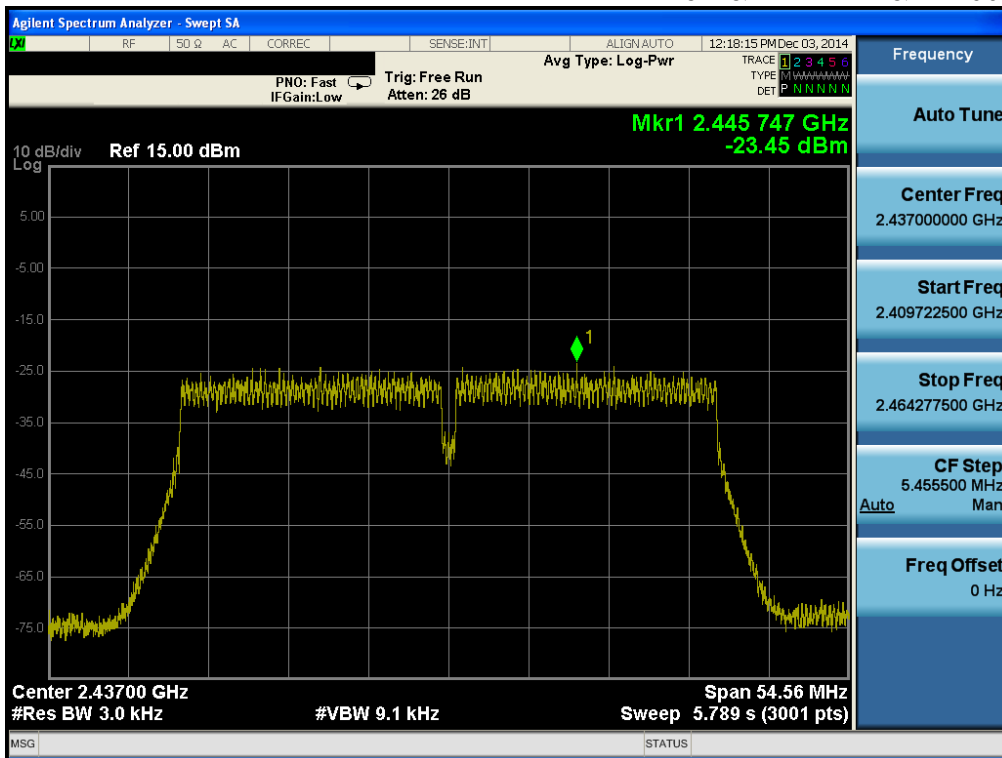 Agilent Spectrum Analyzer - Swept SA
LXI RF 50 Ω AC CORREC SENSE:INT ALIGN AUTO 12:18:15 PM Dec 03, 2014
Avg Type: Log-Pwr TRACE 1 2 3 4 5 6
PNO: Fast Trig: Free Run TYPE M WWWWW
IFGain:Low Atten: 26 dB DET P N N N N N
Mkr1 2.445 747 GHz
-23.45 dBm
10 dB/div Ref 15.00 dBm
Log
5.00
-5.00
-15.0
1
-25.0
-35.0
-45.0
-55.0
-65.0
-75.0
Center 2.43700 GHz Span 54.56 MHz
#Res BW 3.0 kHz #VBW 9.1 kHz Sweep 5.789 s (3001 pts)
MSG STATUS
Frequency
Auto Tune
Center Freq
2.437000000 GHz
Start Freq
2.409722500 GHz
Stop Freq
2.464277500 GHz
CF Step
5.455500 MHz
Auto Man
Freq Offset
0 Hz